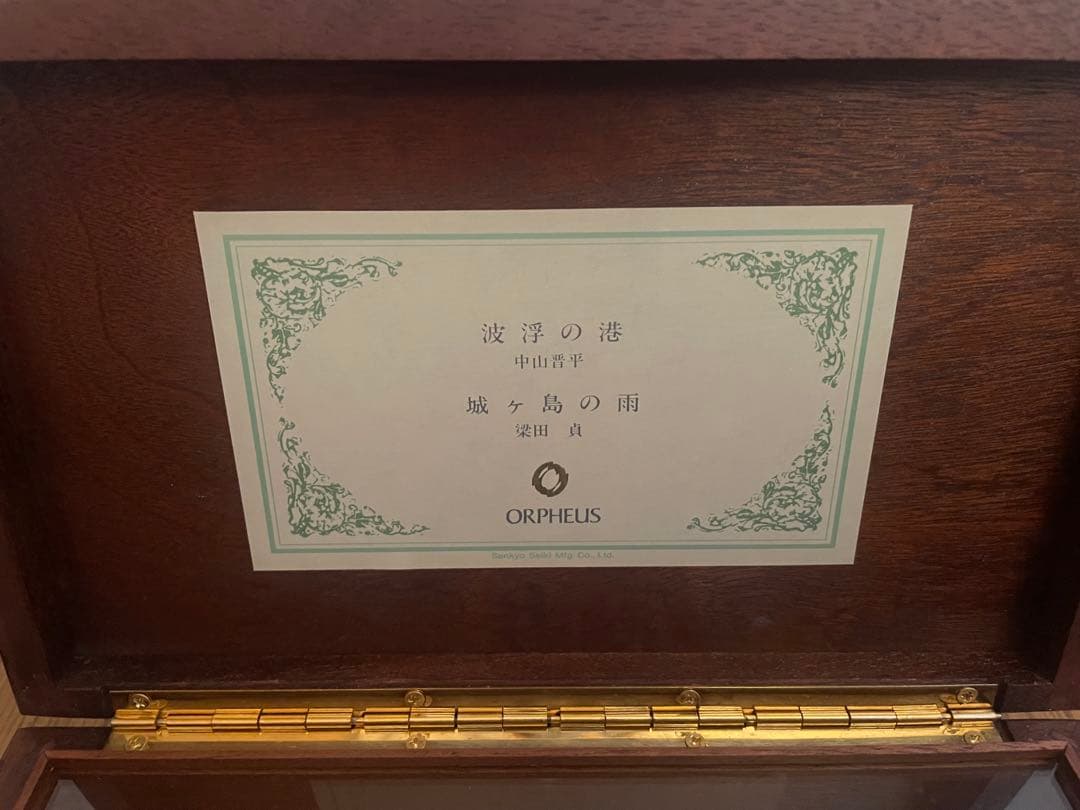 波浮の港
中山晋平
城ヶ島の雨
梁田 貞
ORPHEUS
Sankyo Seiki Mfg. Co., Ltd.